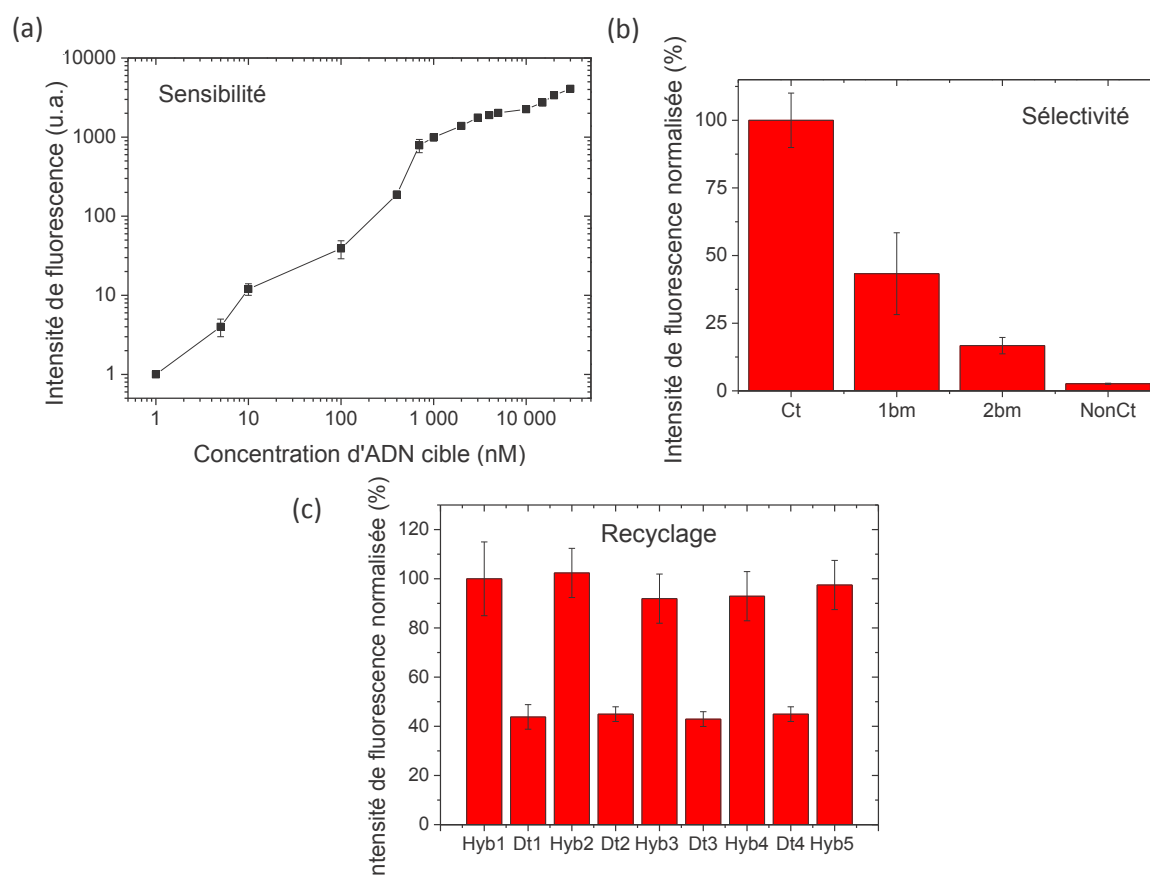 (a)
Intensité de fluorescence (u.a.)
10000
1000
100
10
1
Sensibilité
1 10 100 1 000 10 000
Concentration d'ADN cible (nM)
(b)
Intensité de fluorescence normalisée (%)
100
75
50
25
0
Sélectivité
Ct 1bm 2bm NonCt
(c)
ntensité de fluorescence normalisée (%)
120
100
80
60
40
20
0
Recyclage
Hyb1 Dt1 Hyb2 Dt2 Hyb3 Dt3 Hyb4 Dt4 Hyb5